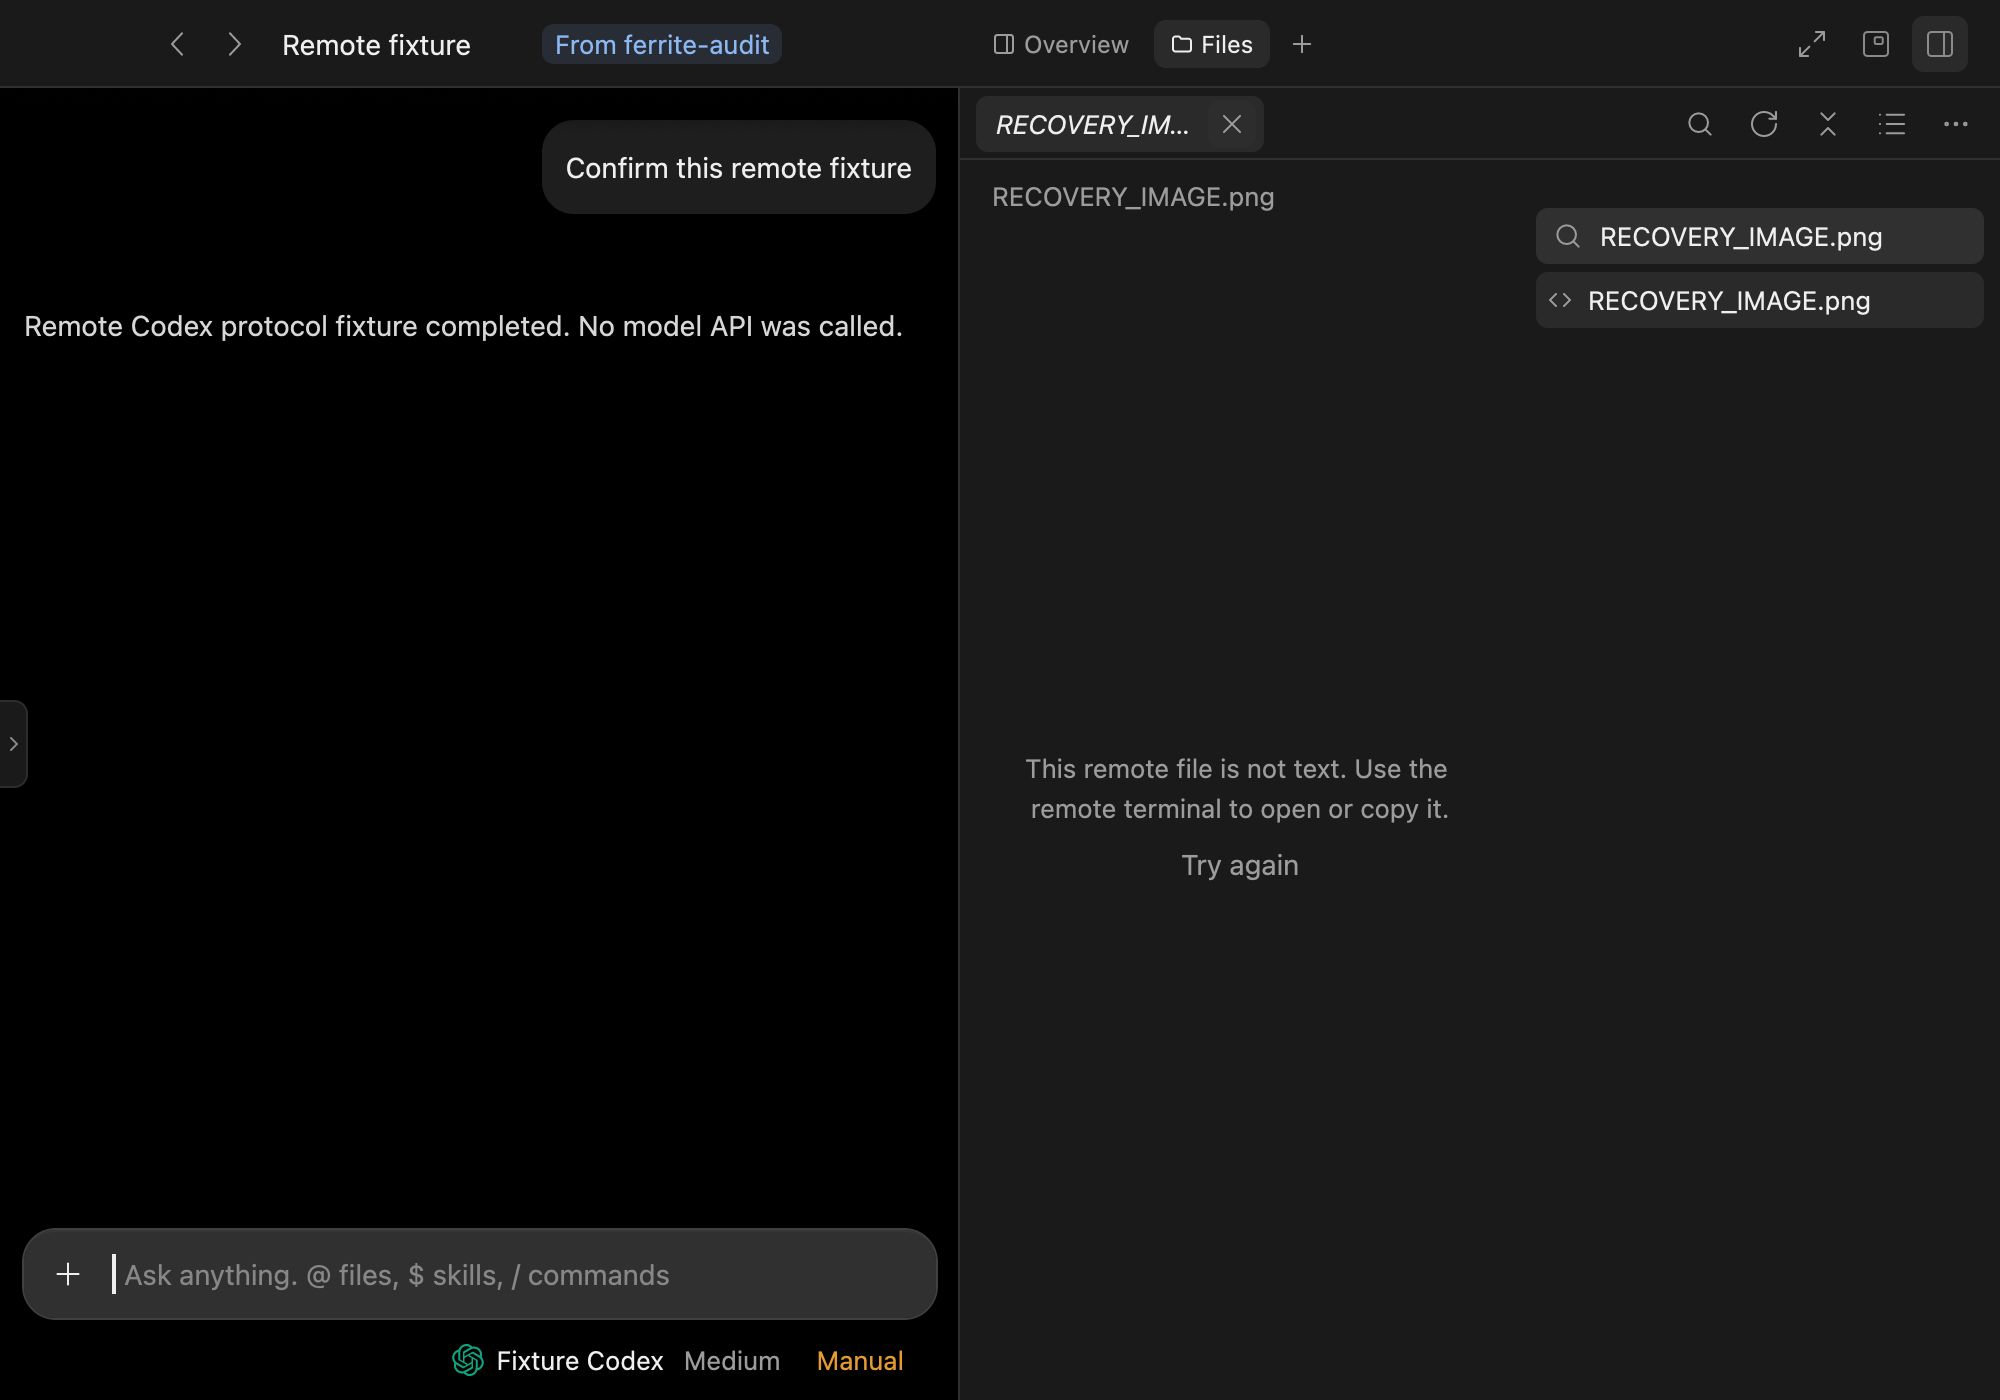 Remote fixture
From ferrite-audit
Overview
Files
Confirm this remote fixture
Remote Codex protocol fixture completed. No model API was called.
Ask anything. @ files, $ skills, / commands
Fixture Codex Medium Manual
RECOVERY_IM...
RECOVERY_IMAGE.png
RECOVERY_IMAGE.png
RECOVERY_IMAGE.png
This remote file is not text. Use the
remote terminal to open or copy it.
Try again